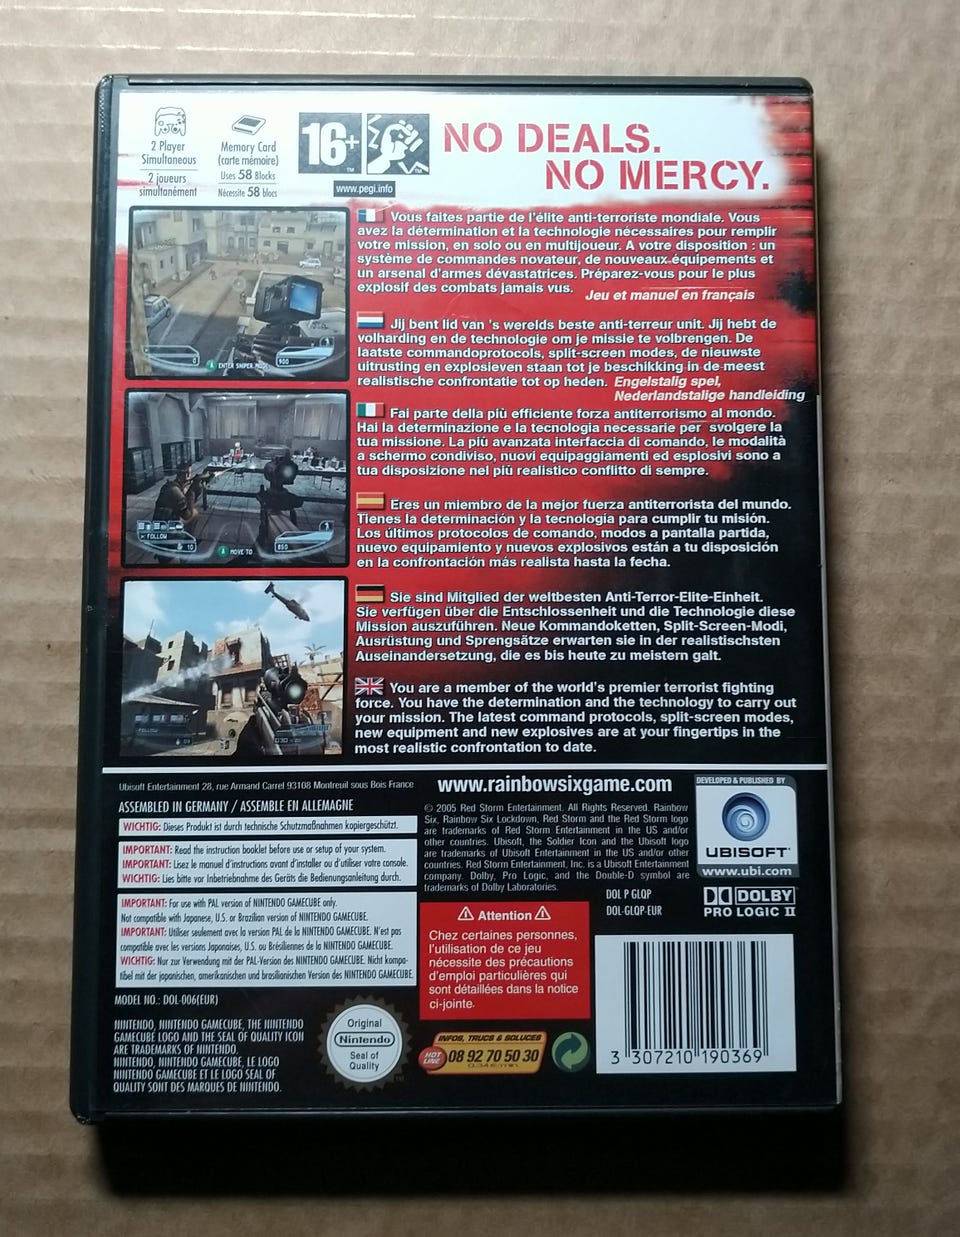 2 Player
Simultaneous
2 joueurs
simultanément
Memory Card
(carte mémoire)
Uses 58 Blocks
Nécessite 58 blocs
16+
TM
TM
www.pegi.info
NO DEALS.
NO MERCY.
Vous faites partie de l'élite anti-terroriste mondiale. Vous
avez la détermination et la technologie nécessaires pour remplir
votre mission, en solo ou en multijoueur. A votre disposition : un
système de commandes novateur, de nouveaux équipements et
un arsenal d'armes dévastatrices. Préparez-vous pour le plus
explosif des combats jamais vus.
Jeu et manuel en français
Jij bent lid van 's werelds beste anti-terreur unit. Jij hebt de
volharding en de technologie om je missie te volbrengen. De
laatste commandoprotocols, split-screen modes, de nieuwste
uitrusting en explosieven staan tot je beschikking in de meest
realistische confrontatie tot op heden.
Engelstalig spel,
Nederlandstalige handleiding
Fai parte della più efficiente forza antiterrorismo al mondo.
Hai la determinazione e la tecnologia necessarie per svolgere la
tua missione. La più avanzata interfaccia di comando, le modalità
a schermo condiviso, nuovi equipaggiamenti ed esplosivi sono a
tua disposizione nel più realistico conflitto di sempre.
Eres un miembro de la mejor fuerza antiterrorista del mundo.
Tienes la determinación y la tecnología para cumplir tu misión.
Los últimos protocolos de comando, modos a pantalla partida,
nuevo equipamiento y nuevos explosivos están a tu disposición
en la confrontación más realista hasta la fecha.
Sie sind Mitglied der weltbesten Anti-Terror-Elite-Einheit.
Sie verfügen über die Entschlossenheit und die Technologie diese
Mission auszuführen. Neue Kommandoketten, Split-Screen-Modi,
Ausrüstung und Sprengsätze erwarten sie in der realistischsten
Auseinandersetzung, die es bis heute zu meistern galt.
You are a member of the world's premier terrorist fighting
force. You have the determination and the technology to carry out
your mission. The latest command protocols, split-screen modes,
new equipment and new explosives are at your fingertips in the
most realistic confrontation to date.
0
A ENTER SNIPER MODE
900
FOLLOW
10
A MOVE TO
850
Ubisoft Entertainment 28, rue Armand Carrel 93108 Montreuil sous Bois France
ASSEMBLED IN GERMANY / ASSEMBLE EN ALLEMAGNE
WICHTIG: Dieses Produkt ist durch technische Schutzmaßnahmen kopiergeschützt.
IMPORTANT: Read the instruction booklet before use or setup of your system.
IMPORTANT: Lisez le manuel d'instructions avant d'installer ou d'utiliser votre console.
WICHTIG: Lies bitte vor Inbetriebnahme des Geräts die Bedienungsanleitung durch.
IMPORTANT: For use with PAL version of NINTENDO GAMECUBE only.
Not compatible with Japanese, U.S. or Brazilian version of NINTENDO GAMECUBE.
IMPORTANT: Utiliser seulement avec la version PAL de la NINTENDO GAMECUBE. N'est pas
compatible avec les versions Japonaises, U.S. ou Brésiliennes de la NINTENDO GAMECUBE.
WICHTIG: Nur zur Verwendung mit der PAL-Version des NINTENDO GAMECUBE. Nicht kompa-
tibel mit der japanischen, amerikanischen und brasilianischen Version des NINTENDO GAMECUBE.
MODEL NO.: DOL-006(EUR)
NINTENDO, NINTENDO GAMECUBE, THE NINTENDO
GAMECUBE LOGO AND THE SEAL OF QUALITY ICON
ARE TRADEMARKS OF NINTENDO.
NINTENDO, NINTENDO GAMECUBE, LE LOGO
NINTENDO GAMECUBE ET LE LOGO SEAL OF
QUALITY SONT DES MARQUES DE NINTENDO.
Original
Nintendo
Seal of
Quality
www.rainbowsixgame.com
© 2005 Red Storm Entertainment. All Rights Reserved. Rainbow
Six, Rainbow Six Lockdown, Red Storm and the Red Storm logo
are trademarks of Red Storm Entertainment in the US and/or
other countries. Ubisoft, the Soldier Icon and the Ubisoft logo
are trademarks of Ubisoft Entertainment in the US and/or other
countries. Red Storm Entertainment, Inc. is a Ubisoft Entertainment
company. Dolby, Pro Logic, and the Double-D symbol are
trademarks of Dolby Laboratories.
DOL P GLQP
DOL-GLQP-EUR
DEVELOPED & PUBLISHED BY
UBISOFT
www.ubi.com
DOLBY
PRO LOGIC II
Attention
Chez certaines personnes,
l'utilisation de ce jeu
nécessite des précautions
d'emploi particulières qui
sont détaillées dans la notice
ci-jointe.
INFOS, TRUCS & SOLUCES
HOT LINE
08 92 70 50 30
0,34 €/min.
3 307210 190369